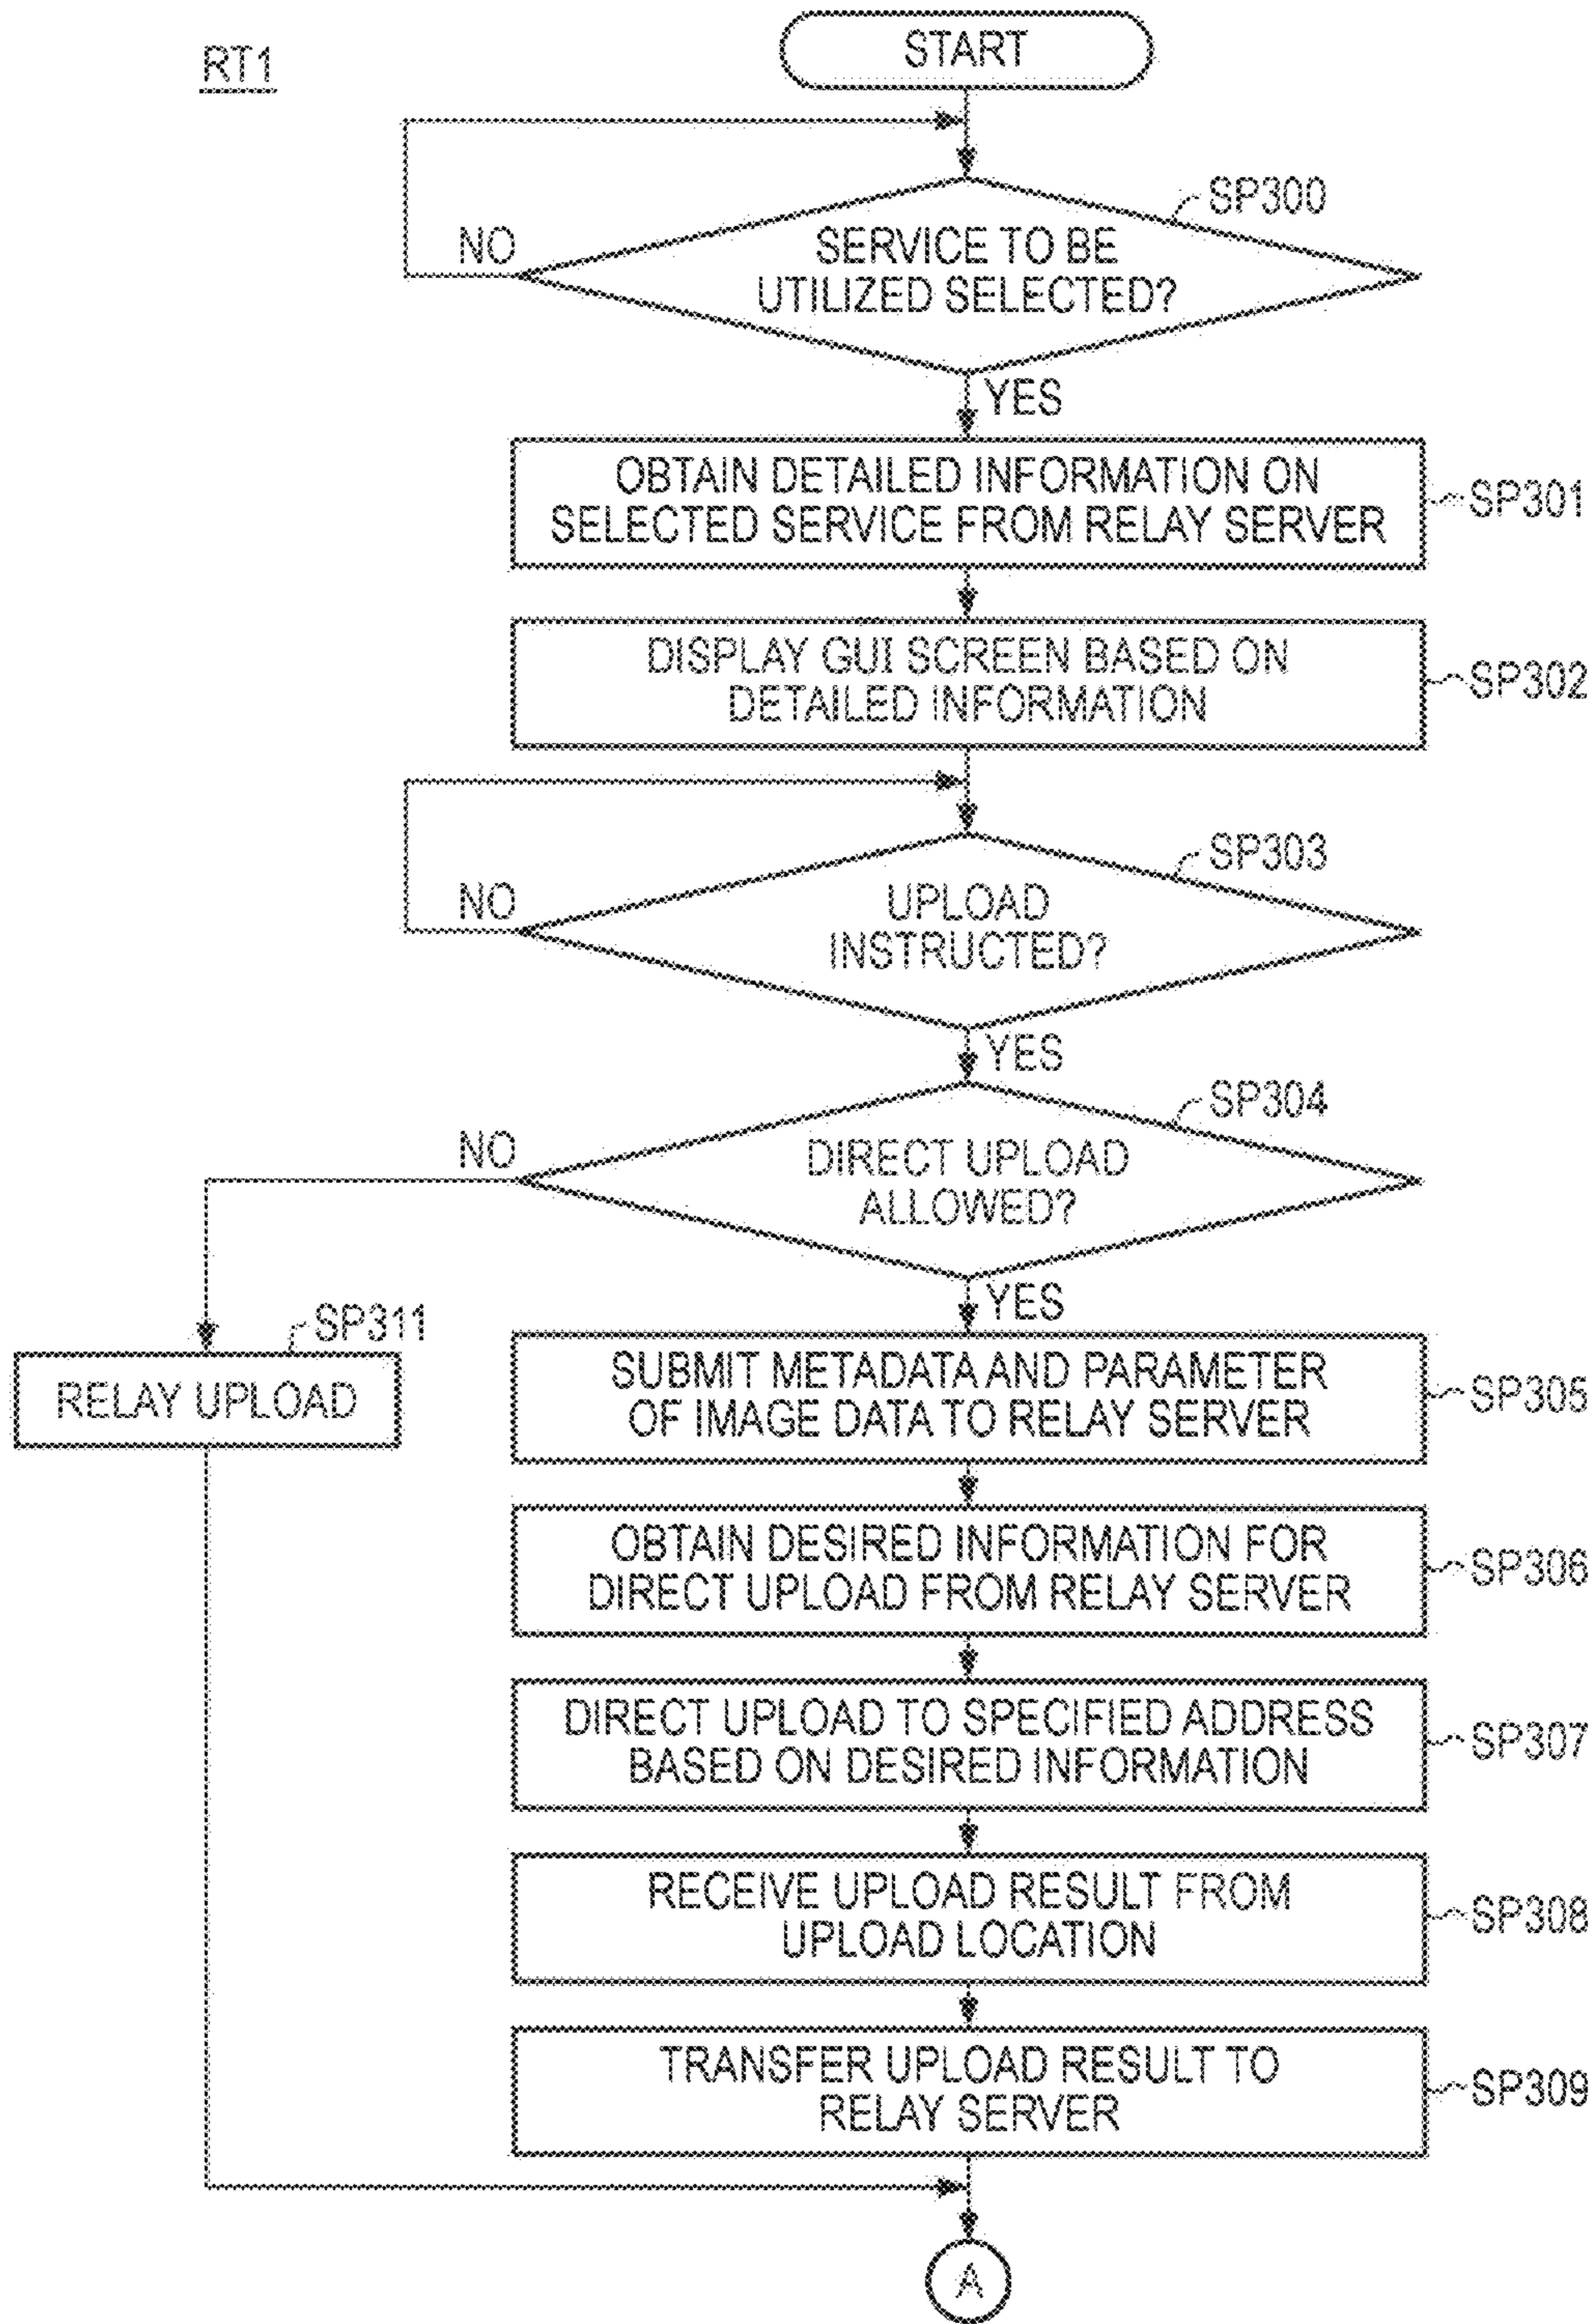 RT1
START
SP300
NO
SERVICE TO BE
UTILIZED SELECTED?
YES
OBTAIN DETAILED INFORMATION ON
SELECTED SERVICE FROM RELAY SERVER
SP301
DISPLAY GUI SCREEN BASED ON
DETAILED INFORMATION
SP302
SP303
NO
UPLOAD
INSTRUCTED?
YES
SP304
NO
DIRECT UPLOAD
ALLOWED?
YES
SP311
RELAY UPLOAD
SUBMIT METADATA AND PARAMETER
OF IMAGE DATA TO RELAY SERVER
SP305
OBTAIN DESIRED INFORMATION FOR
DIRECT UPLOAD FROM RELAY SERVER
SP306
DIRECT UPLOAD TO SPECIFIED ADDRESS
BASED ON DESIRED INFORMATION
SP307
RECEIVE UPLOAD RESULT FROM
UPLOAD LOCATION
SP308
TRANSFER UPLOAD RESULT TO
RELAY SERVER
SP309
A